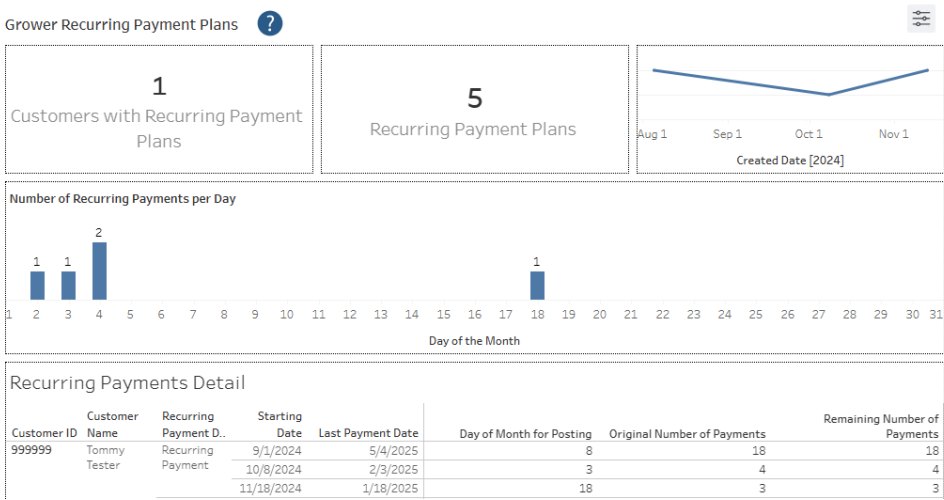 Grower Recurring Payment Plans ?
1
Customers with Recurring Payment
Plans
5
Recurring Payment Plans
Aug 1 Sep 1 Oct 1 Nov 1
Created Date [2024]
Number of Recurring Payments per Day
1 1 2 1
1 2 3 4 5 6 7 8 9 10 11 12 13 14 15 16 17 18 19 20 21 22 23 24 25 26 27 28 29 30 31
Day of the Month
Recurring Payments Detail
Customer Recurring Starting Remaining Number of
Customer ID Name Payment D.. Date Last Payment Date Day of Month for Posting Original Number of Payments Payments
999999 Tommy Recurring 9/1/2024 5/4/2025 8 18 18
Tester Payment 10/8/2024 2/3/2025 3 4 4
11/18/2024 1/18/2025 18 3 3